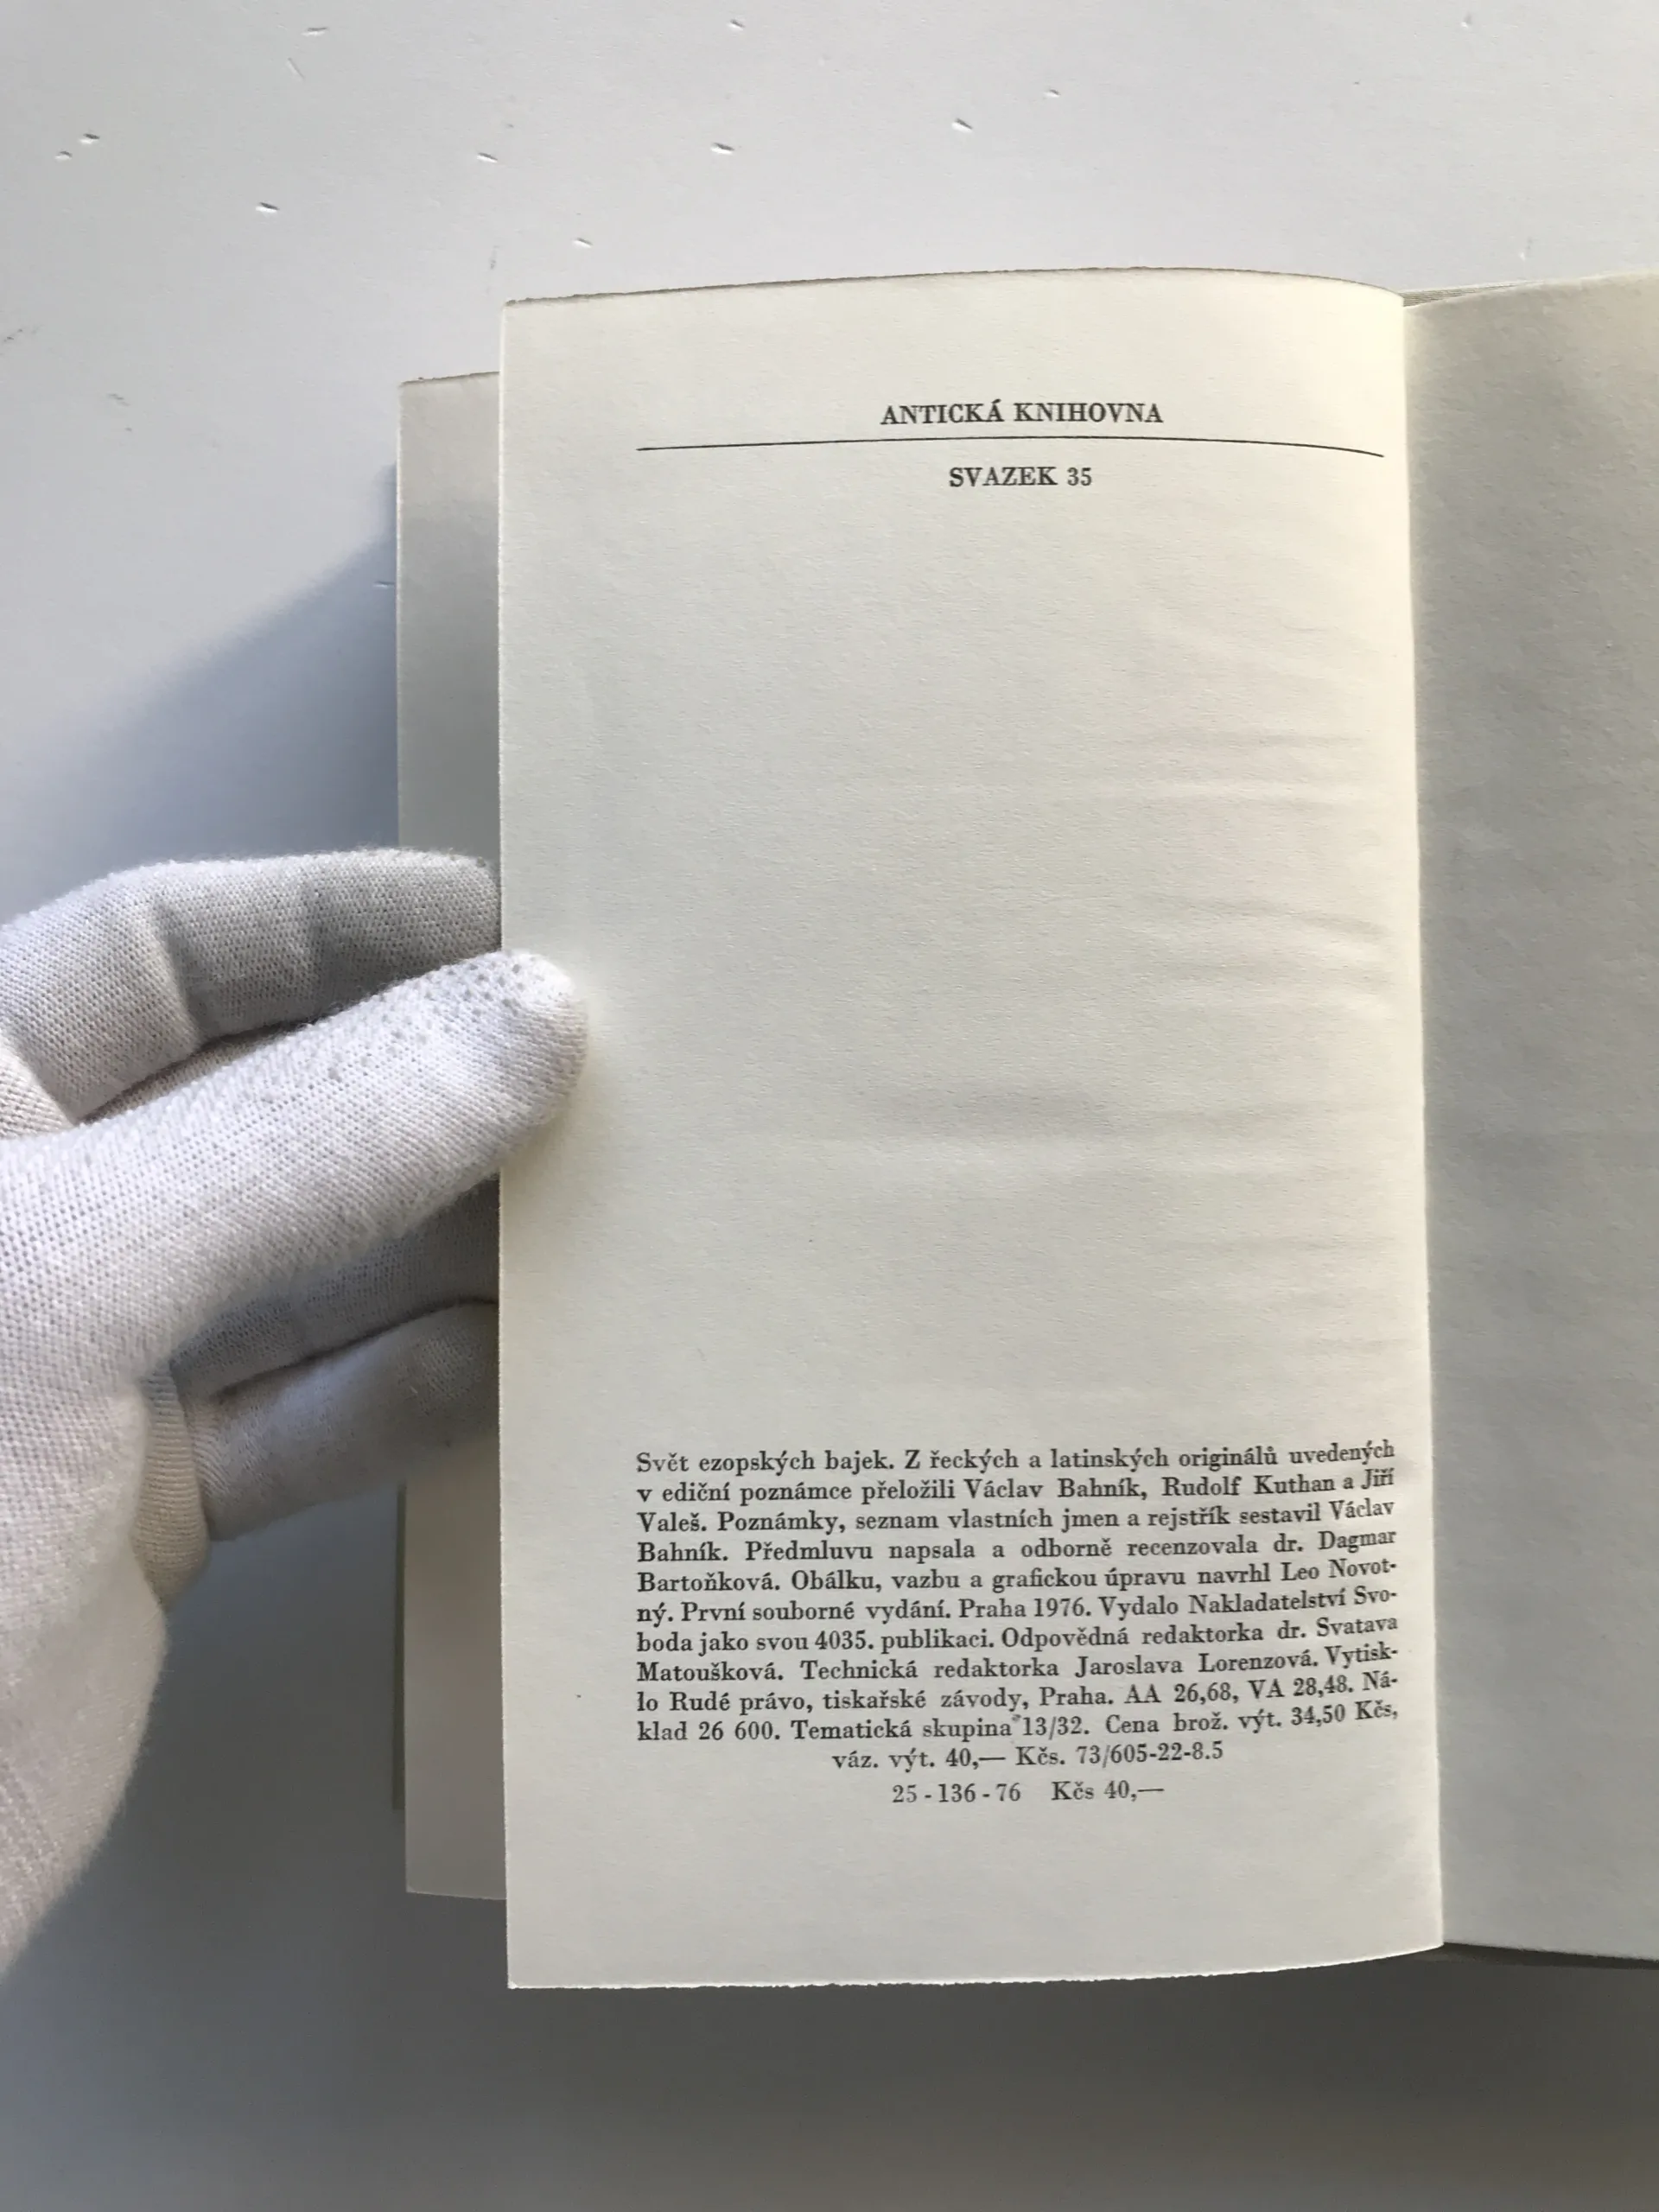 ANTICKÁ KNIHOVNA
SVAZEK 35
Svět ezopských bajek. Z řeckých a latinských originálů uvedených
v ediční poznámce přeložili Václav Bahník, Rudolf Kuthan a Jiří
Valeš. Poznámky, seznam vlastních jmen a rejstřík sestavil Václav
Bahník. Předmluvu napsala a odborně recenzovala dr. Dagmar
Bartoňková. Obálku, vazbu a grafickou úpravu navrhl Leo Novot-
ný. První souborné vydání. Praha 1976. Vydalo Nakladatelství Svo-
boda jako svou 4035. publikaci. Odpovědná redaktorka dr. Svatava
Matoušková. Technická redaktorka Jaroslava Lorenzová. Vytisk-
lo Rudé právo, tiskařské závody, Praha. AA 26,68, VA 28,48. Ná-
klad 26 600. Tematická skupina 13/32. Cena brož. výt. 34,50 Kčs,
váz. výt. 40,— Kčs. 73/605-22-8.5
25 - 136 - 76 Kčs 40,—